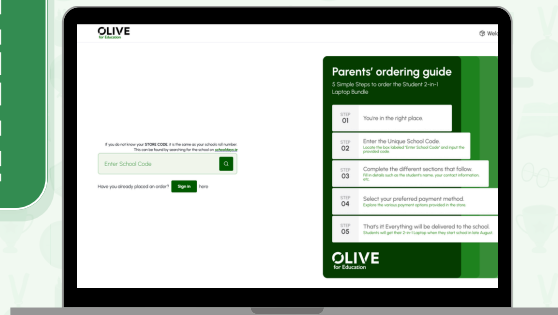 OLIVE
for Education
If you do not know your STORE CODE, it is the same as your schools roll number.
This can be found by searching for the school on schooldays.ie
Enter School Code
Have you already placed an order? Sign in here
Parents' ordering guide
5 Simple Steps to order the Student 2-in-1
Laptop Bundle
STEP 01 You're in the right place.
STEP 02 Enter the Unique School Code.
Locate the box labeled "Enter School Code" and input the
provided code.
STEP 03 Complete the different sections that follow.
Fill in details such as the student's name, your contact information,
etc.
STEP 04 Select your preferred payment method.
Explore the various payment options provided in the store.
STEP 05 That's it! Everything will be delivered to the school.
Students will get their 2-in-1 Laptop when they start school in late August
OLIVE
for Education